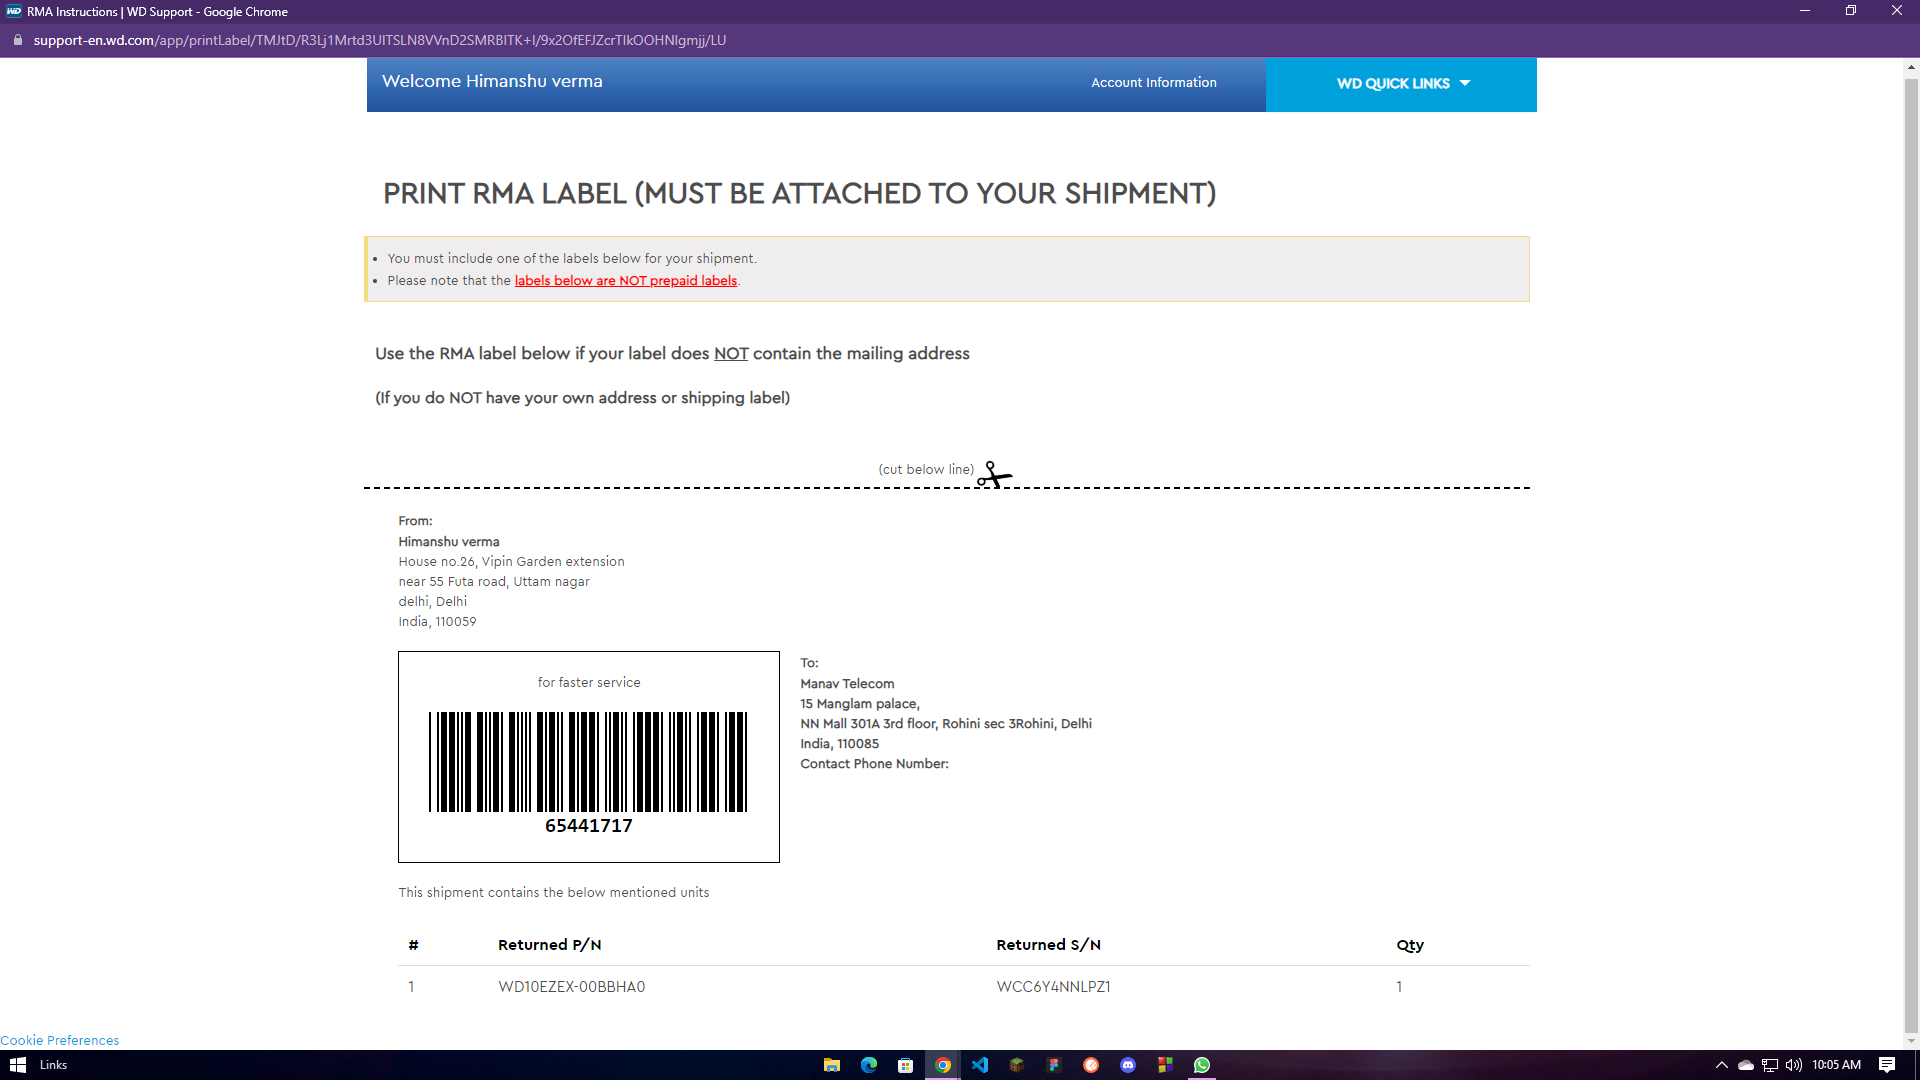 WD RMA Instructions | WD Support - Google Chrome
support-en.wd.com/app/printLabel/TMJtD/R3Lj1Mrtd3UITSLN8VVnD2SMRBITK+I/9x2OfEFJZcrTIkOOHNIgmjj/LU
Welcome Himanshu verma
Account Information
WD QUICK LINKS
PRINT RMA LABEL (MUST BE ATTACHED TO YOUR SHIPMENT)
• You must include one of the labels below for your shipment.
• Please note that the labels below are NOT prepaid labels.
Use the RMA label below if your label does NOT contain the mailing address
(If you do NOT have your own address or shipping label)
(cut below line)
From:
Himanshu verma
House no.26, Vipin Garden extension
near 55 Futa road, Uttam nagar
delhi, Delhi
India, 110059
for faster service
65441717
To:
Manav Telecom
15 Manglam palace,
NN Mall 301A 3rd floor, Rohini sec 3Rohini, Delhi
India, 110085
Contact Phone Number:
This shipment contains the below mentioned units
# Returned P/N Returned S/N Qty
1 WD10EZEX-00BBHA0 WCC6Y4NNLPZ1 1
Cookie Preferences
Links
10:05 AM